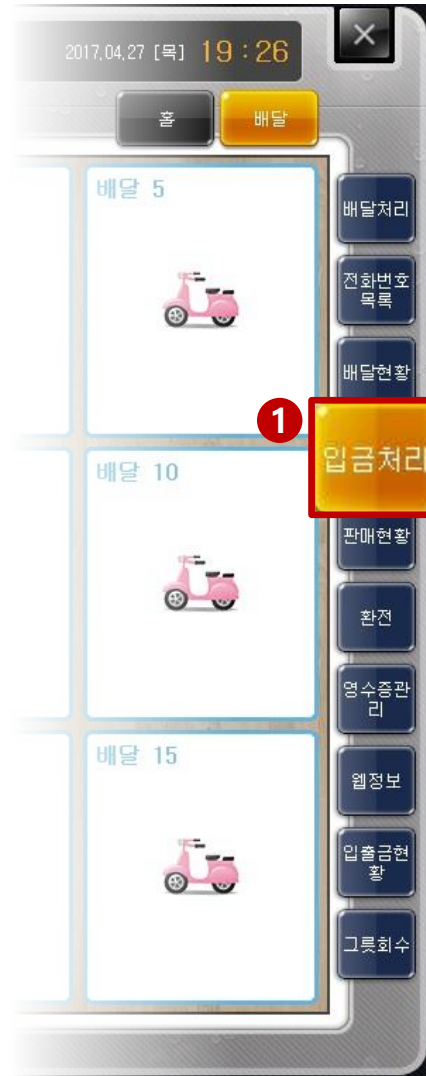 2017.04.27 [목] 19 : 26
홀 배달
배달 5
배달 10
배달 15
배달처리
전화번호
목록
배달현황
1
입금처리
판매현황
환전
영수증관
리
웹정보
입출금현
황
그릇회수